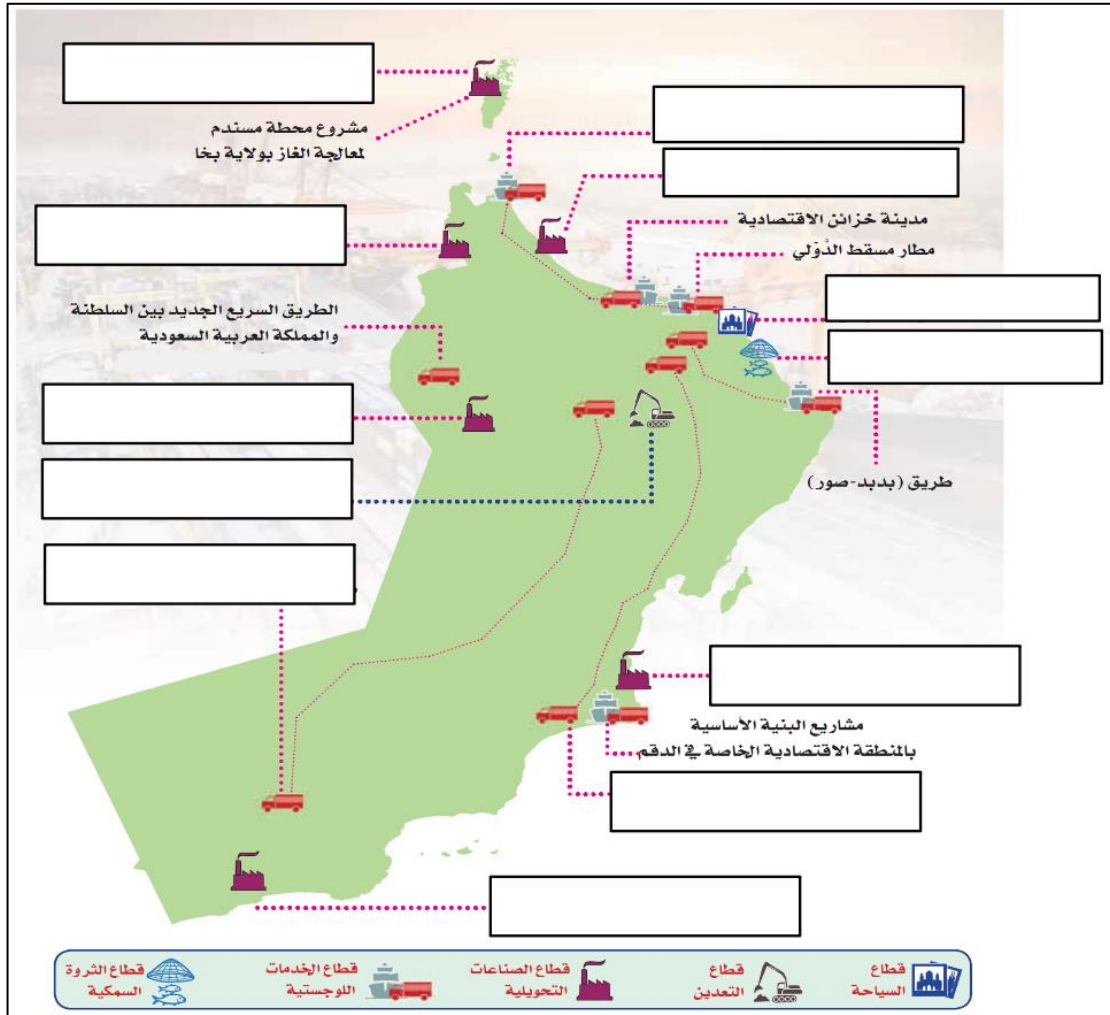 مشروع محطة مسندم
لمعالجة الغاز بولاية بخا
مدينة خزائن الاقتصادية
مطار مسقط الدُّوَلي
الطريق السريع الجديد بين السلطنة
والمملكة العربية السعودية
طريق (بدبد-صور)
مشاريع البنية الأساسية
بالمنطقة الاقتصادية الخاصة في الدقم
قطاع
السياحة
قطاع
التعدين
قطاع الصناعات
التحويلية
قطاع الخدمات
اللوجستية
قطاع الثروة
السمكية